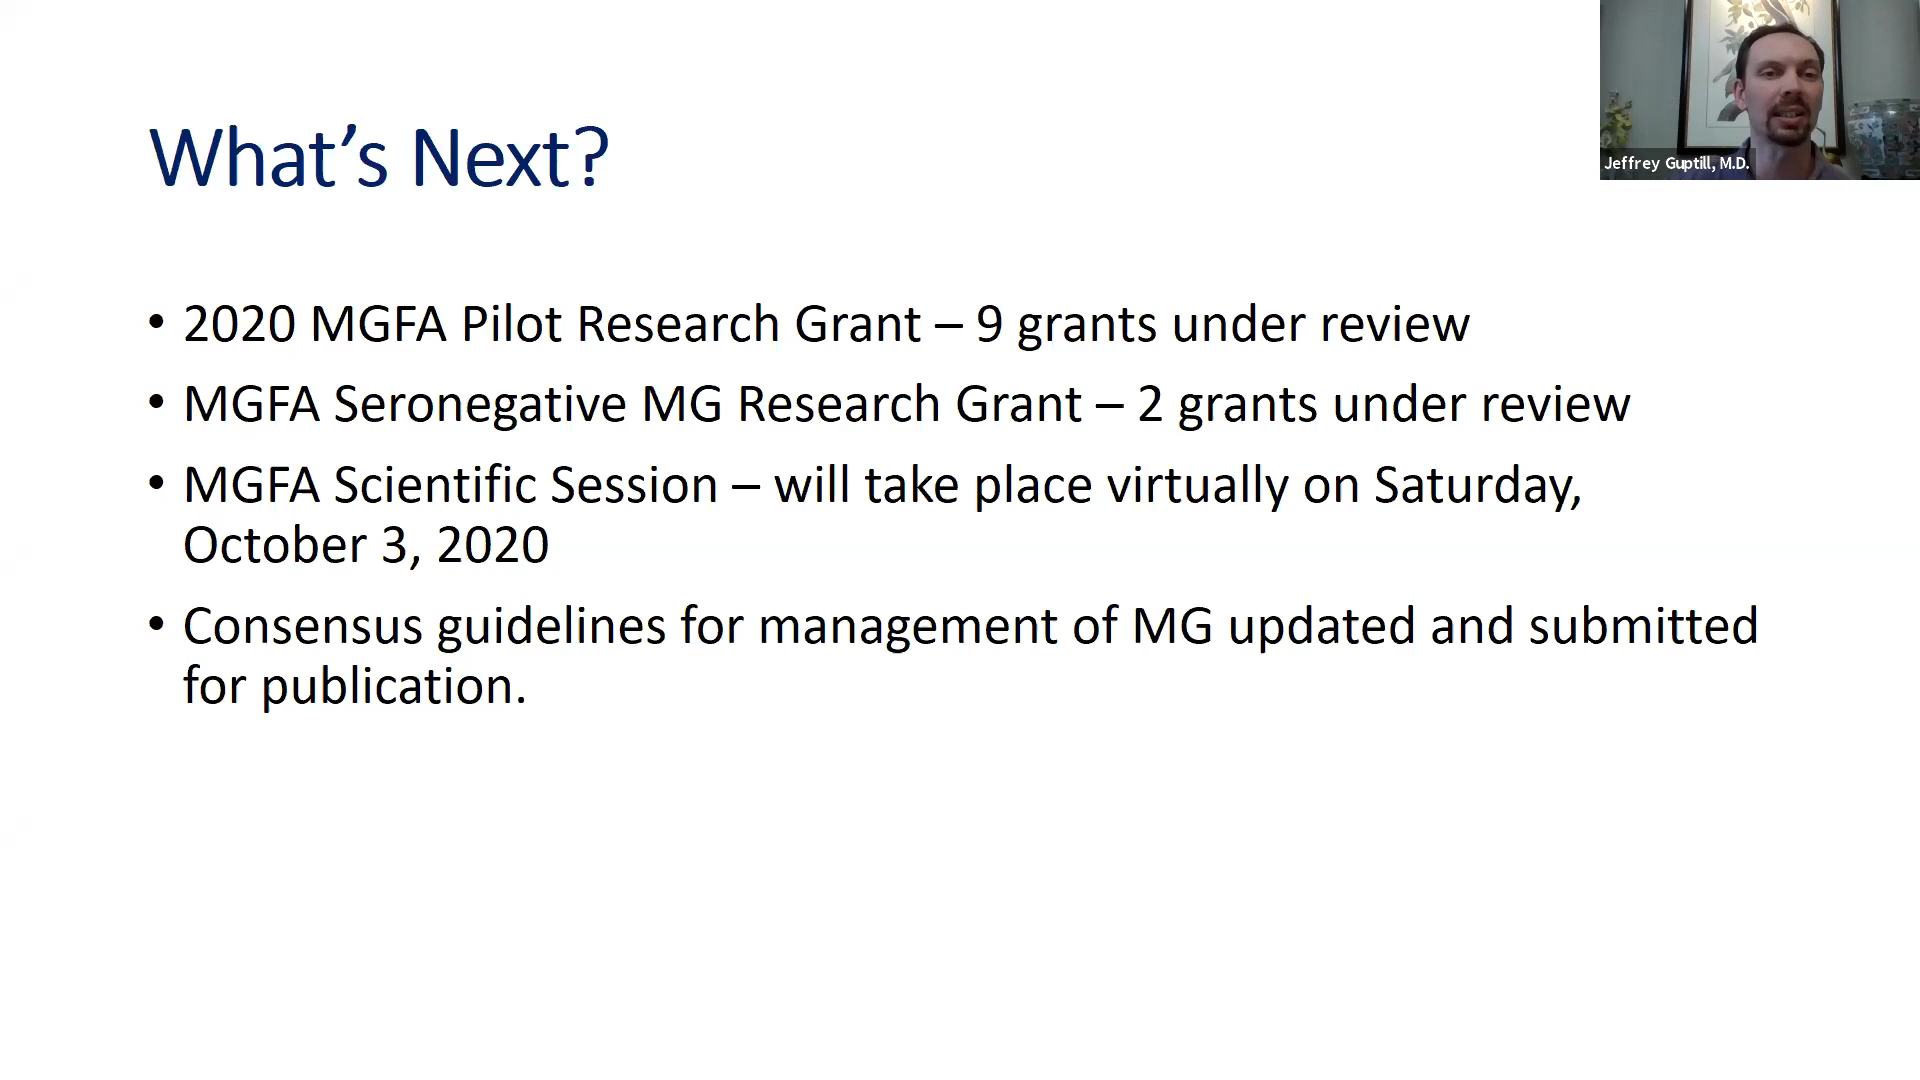 What’s Next?
Jeffrey Guptill, M.D.
• 2020 MGFA Pilot Research Grant – 9 grants under review
• MGFA Seronegative MG Research Grant – 2 grants under review
• MGFA Scientific Session – will take place virtually on Saturday,
October 3, 2020
• Consensus guidelines for management of MG updated and submitted
for publication.